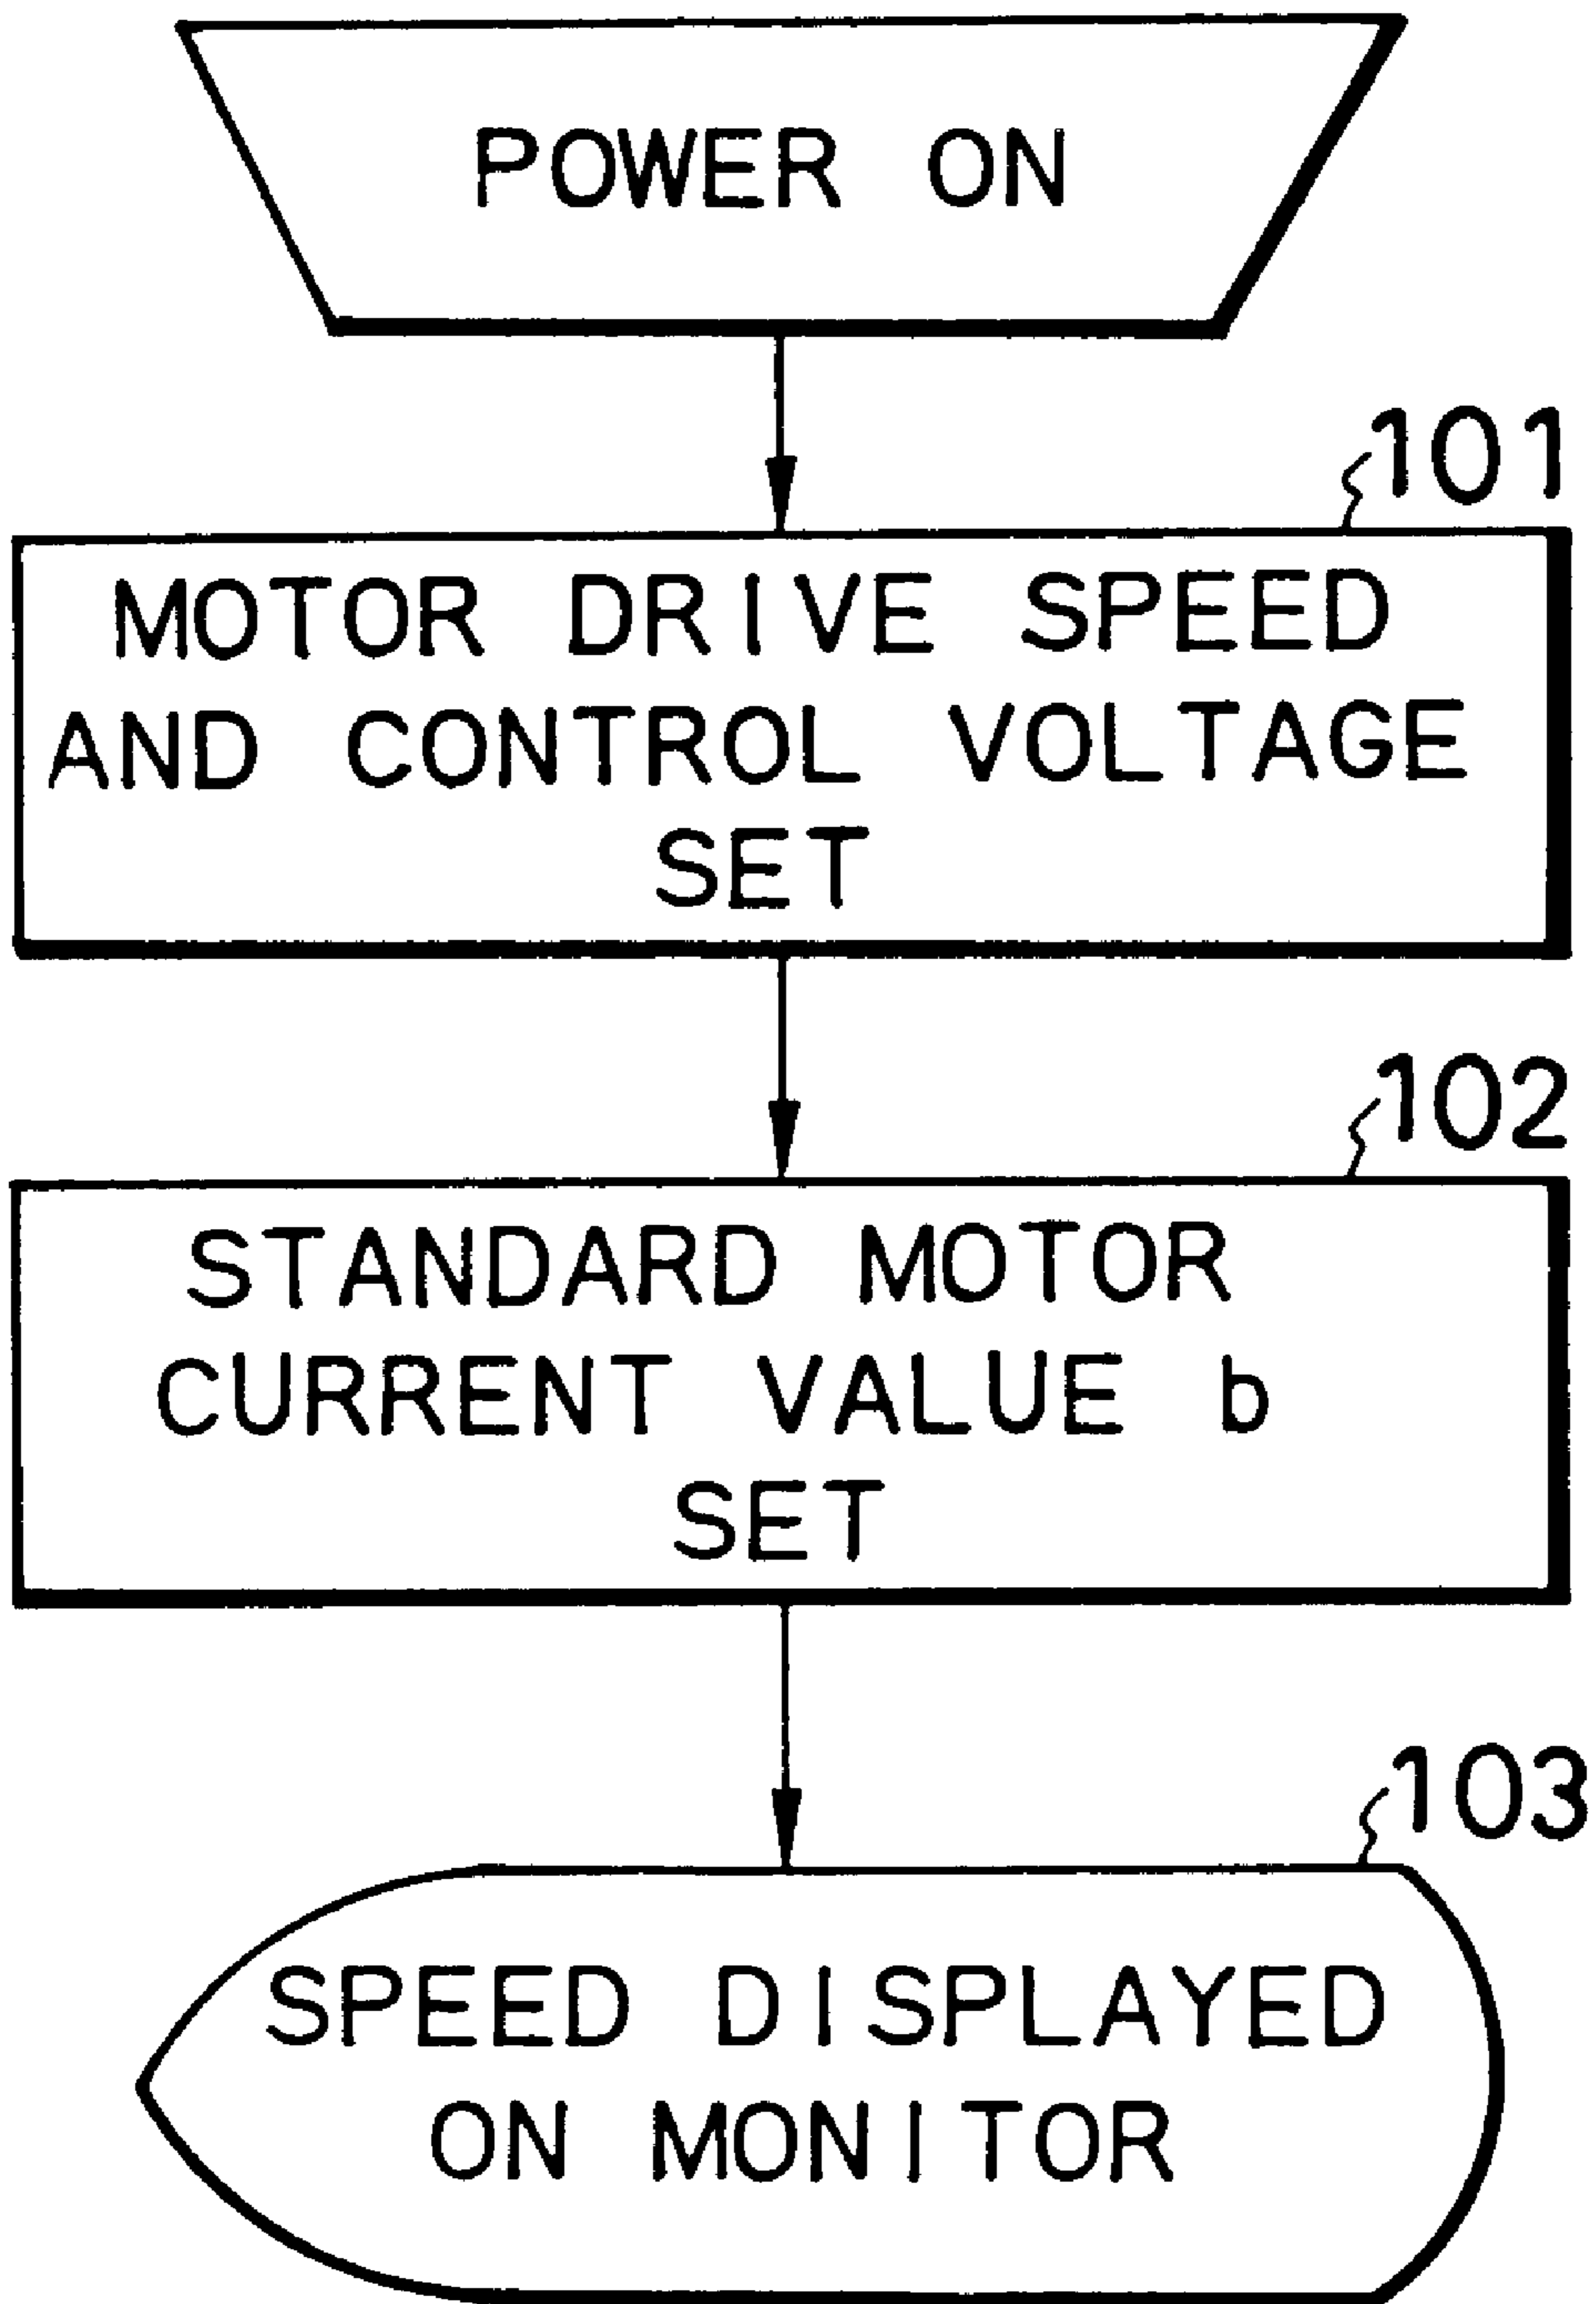 POWER ON
101
MOTOR DRIVE SPEED
AND CONTROL VOLTAGE
SET
102
STANDARD MOTOR
CURRENT VALUE b
SET
103
SPEED DISPLAYED
ON MONITOR